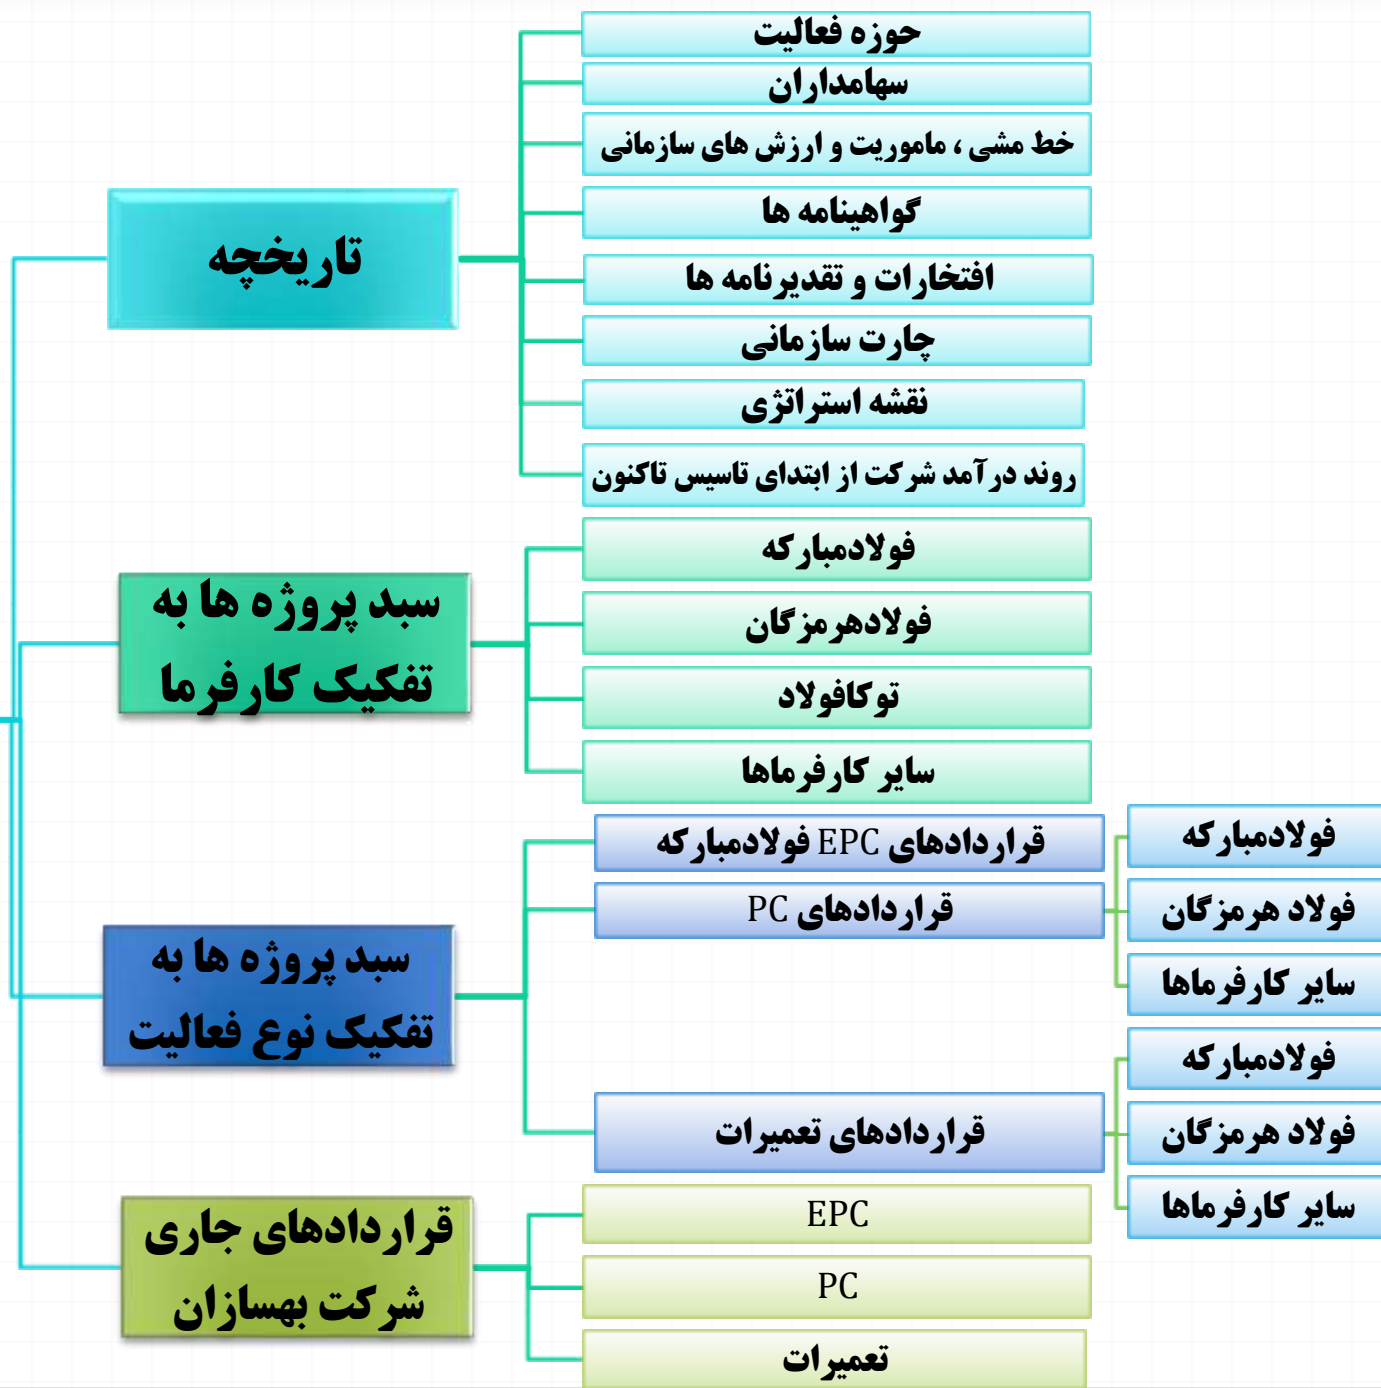 تاریخچه
حوزه فعالیت
سهامداران
خط مشی ، ماموریت و ارزش های سازمانی
گواهینامه ها
افتخارات و تقدیرنامه ها
چارت سازمانی
نقشه استراتژی
روند درآمد شرکت از ابتدای تاسیس تاکنون
سبد پروژه ها به
تفکیک کارفرما
فولادمبارکه
فولادهرمزگان
توکافولاد
سایر کارفرماها
سبد پروژه ها به
تفکیک نوع فعالیت
قراردادهای EPC فولادمبارکه
قراردادهای PC
فولادمبارکه
فولاد هرمزگان
سایر کارفرماها
قراردادهای تعمیرات
فولادمبارکه
فولاد هرمزگان
سایر کارفرماها
قراردادهای جاری
شرکت بهسازان
EPC
PC
تعمیرات